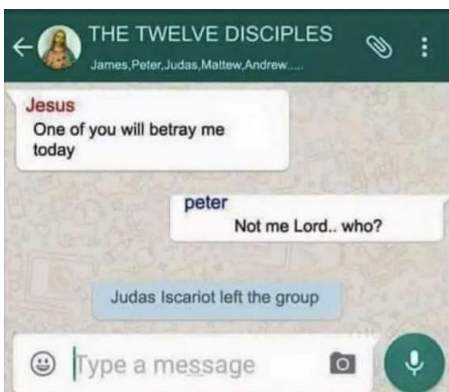 THE TWELVE DISCIPLES
James,Peter,Judas,Mattew,Andrew.....
Jesus
One of you will betray me
today
peter
Not me Lord.. who?
Judas Iscariot left the group
Type a message